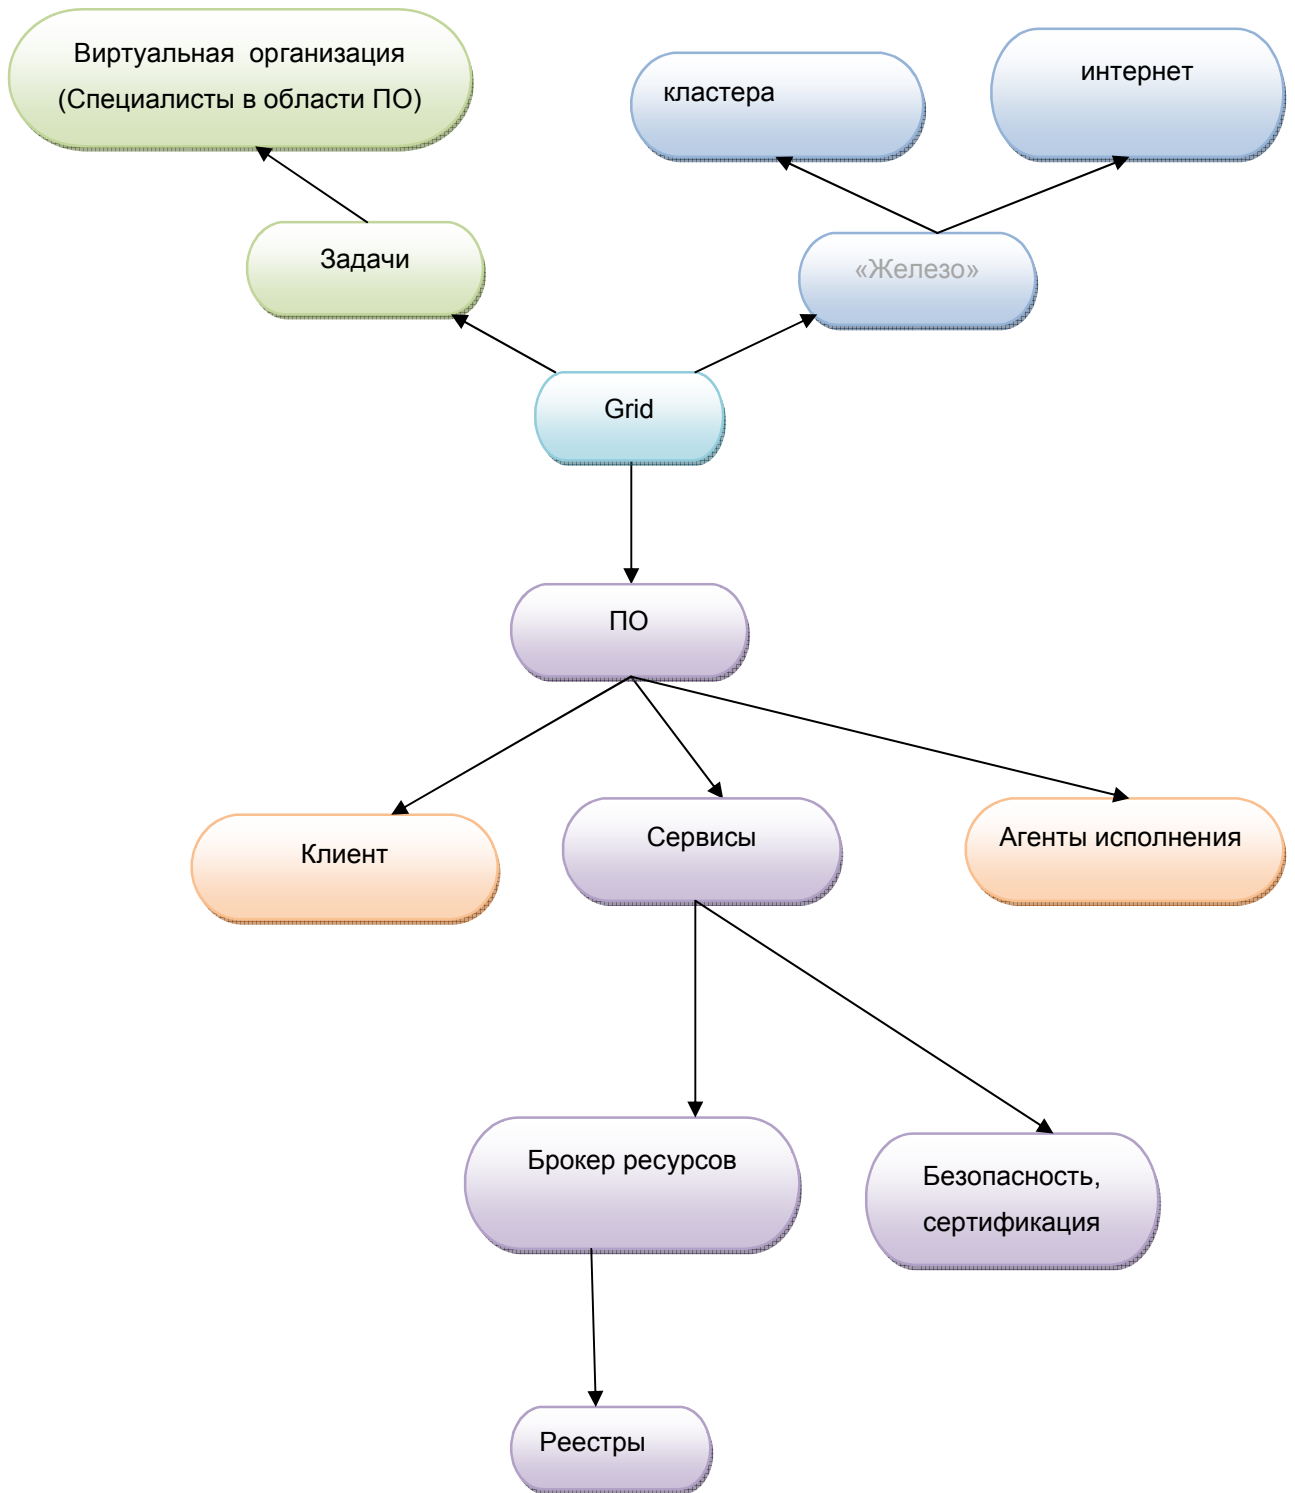 Виртуальная организация
(Специалисты в области ПО)
кластера
интернет
Задачи
«Железо»
Grid
ПО
Клиент
Сервисы
Агенты исполнения
Брокер ресурсов
Безопасность,
сертификация
Реестры